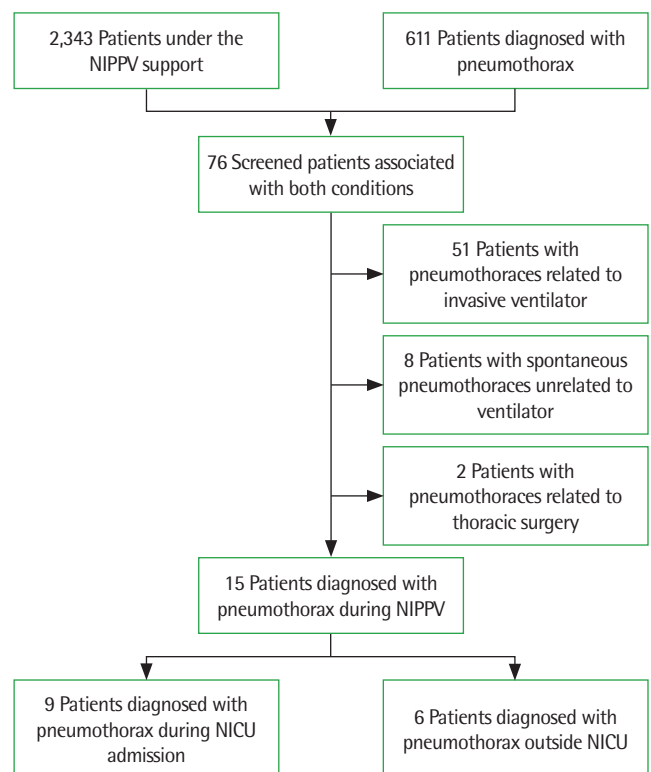 2,343 Patients under the
NIPPV support
611 Patients diagnosed with
pneumothorax
76 Screened patients associated
with both conditions
51 Patients with
pneumothoraces related to
invasive ventilator
8 Patients with spontaneous
pneumothoraces unrelated to
ventilator
2 Patients with
pneumothoraces related to
thoracic surgery
15 Patients diagnosed with
pneumothorax during NIPPV
9 Patients diagnosed with
pneumothorax during NICU
admission
6 Patients diagnosed with
pneumothorax outside NICU